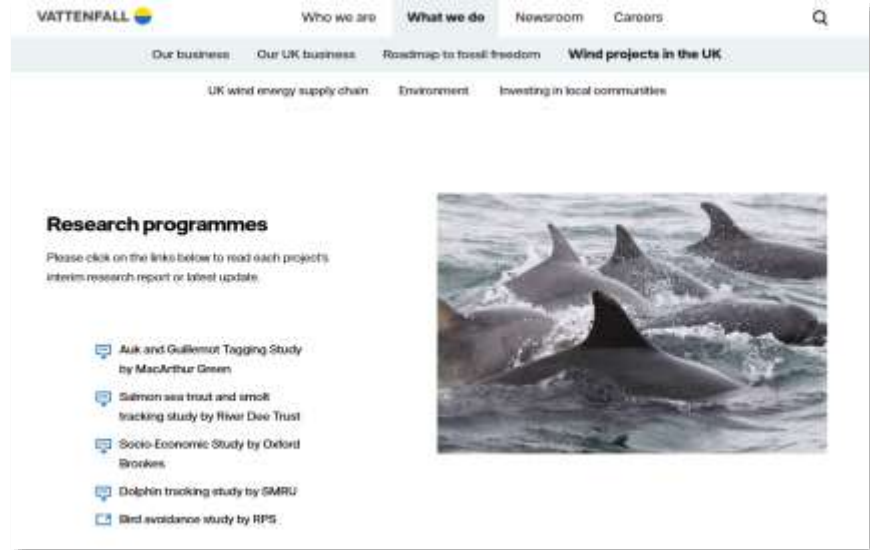 VATTENFALL
Who we are What we do Newsroom Careers
Our business Our UK business Roadmap to fossil freedom Wind projects in the UK
UK wind energy supply chain Environment Investing in local communities
Research programmes
Please click on the links below to read each project's
interim research report or latest update.
Auk and Guillemot Tagging Study
by MacArthur Green
Salmon sea trout and smolt
tracking study by River Dee Trust
Socio-Economic Study by Oxford
Brookes
Dolphin tracking study by SMRU
Bird avoidance study by RPS